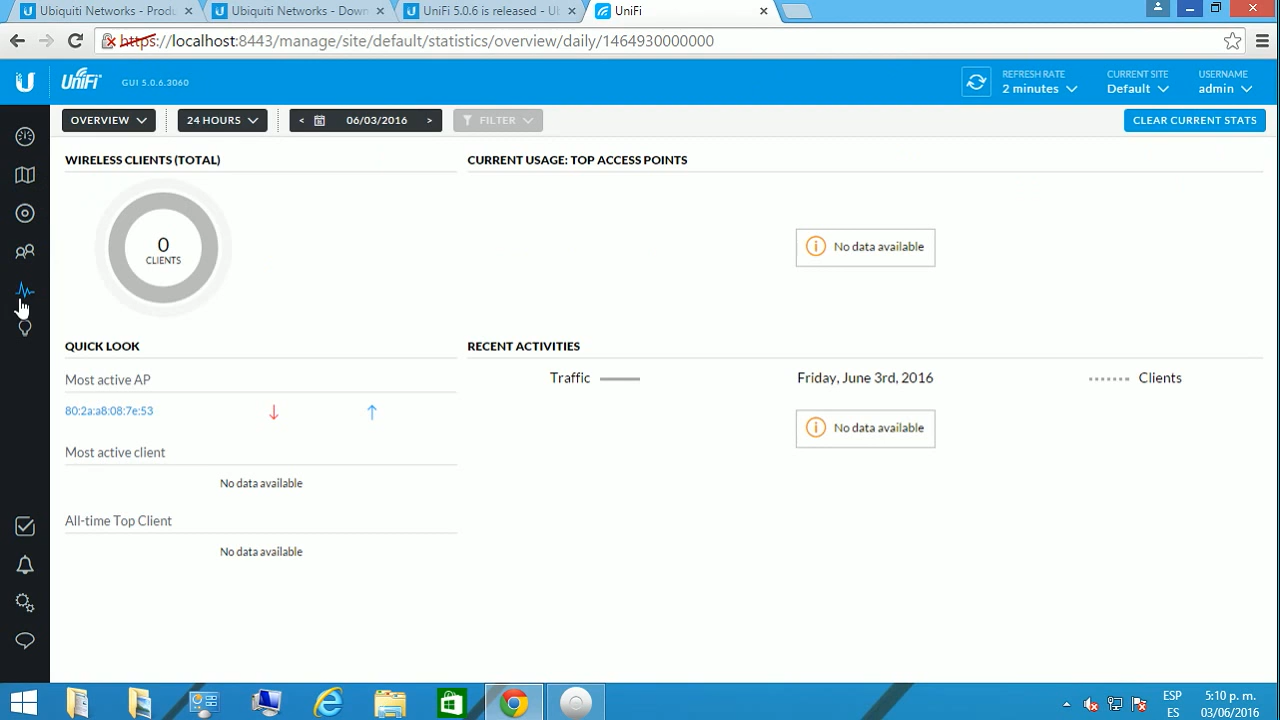 Ubiquiti Networks - Produ
Ubiquiti Networks - Down
UniFi 5.0.6 is released - Ub
UniFi
https://localhost:8443/manage/site/default/statistics/overview/daily/1464930000000
UniFi
GUI 5.0.6.3060
REFRESH RATE
2 minutes
CURRENT SITE
Default
USERNAME
admin
OVERVIEW
24 HOURS
< 06/03/2016 >
FILTER
CLEAR CURRENT STATS
WIRELESS CLIENTS (TOTAL)
0
CLIENTS
CURRENT USAGE: TOP ACCESS POINTS
No data available
QUICK LOOK
Most active AP
80:2a:a8:08:7e:53
Most active client
No data available
All-time Top Client
No data available
RECENT ACTIVITIES
Traffic
Friday, June 3rd, 2016
Clients
No data available
ESP
ES
5:10 p. m.
03/06/2016